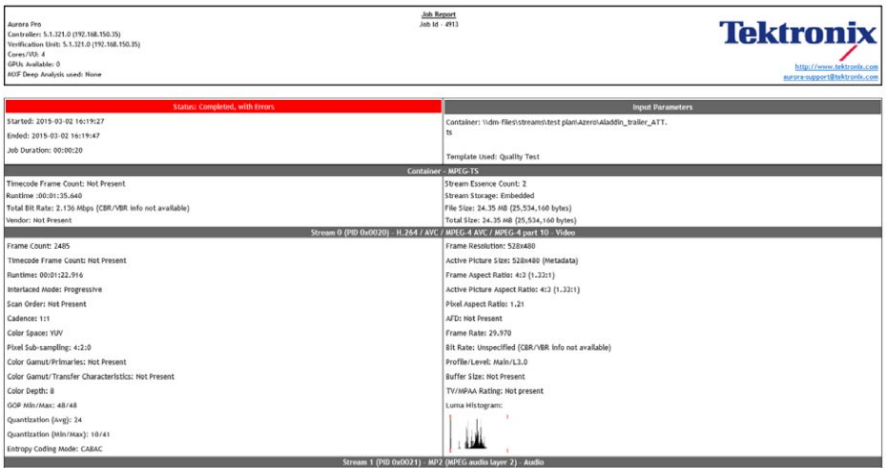 Job Report
Job Id - 4913
Aurora Pro
Controller: 5.1.321.0 (192.168.150.35)
Verification Unit: 5.1.321.0 (192.168.150.35)
Cores/VU: 4
GPUs Available: 0
MXF Deep Analysis used: None
Tektronix
http://www.tektronix.com
aurora-support@tektronix.com
Status: Completed, with Errors
Started: 2015-03-02 16:19:27
Ended: 2015-03-02 16:19:47
Job Duration: 00:00:20
Input Parameters
Container: \\dm-files\streams\test plan\Azero\Aladdin_trailer_ATT.
ts
Template Used: Quality Test
Container - MPEG-TS
Timecode Frame Count: Not Present
Runtime :00:01:35.640
Total Bit Rate: 2.136 Mbps (CBR/VBR info not available)
Vendor: Not Present
Stream Essence Count: 2
Stream Storage: Embedded
File Size: 24.35 MB (25,534,160 bytes)
Total Size: 24.35 MB (25,534,160 bytes)
Stream 0 (PID 0x0020) - H.264 / AVC / MPEG-4 AVC / MPEG-4 part 10 - Video
Frame Count: 2485
Timecode Frame Count: Not Present
Runtime: 00:01:22.916
Interlaced Mode: Progressive
Scan Order: Not Present
Cadence: 1:1
Color Space: YUV
Pixel Sub-sampling: 4:2:0
Color Gamut/Primaries: Not Present
Color Gamut/Transfer Characteristics: Not Present
Color Depth: 8
GOP Min/Max: 48/48
Quantization (Avg): 24
Quantization (Min/Max): 10/41
Entropy Coding Mode: CABAC
Frame Resolution: 528x480
Active Picture Size: 528x480 (Metadata)
Frame Aspect Ratio: 4:3 (1.33:1)
Active Picture Aspect Ratio: 4:3 (1.33:1)
Pixel Aspect Ratio: 1.21
AFD: Not Present
Frame Rate: 29.970
Bit Rate: Unspecified (CBR/VBR info not available)
Profile/Level: Main/L3.0
Buffer Size: Not Present
TV/MPAA Rating: Not present
Luma Histogram:
Stream 1 (PID 0x0021) - MP2 (MPEG audio layer 2) - Audio